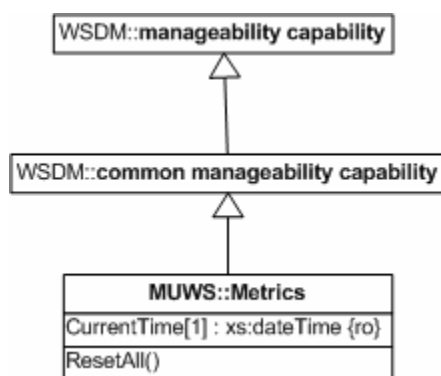 WSDM::manageability capability
WSDM::common manageability capability
MUWS::Metrics
CurrentTime[1] : xs:dateTime {ro}
ResetAll()